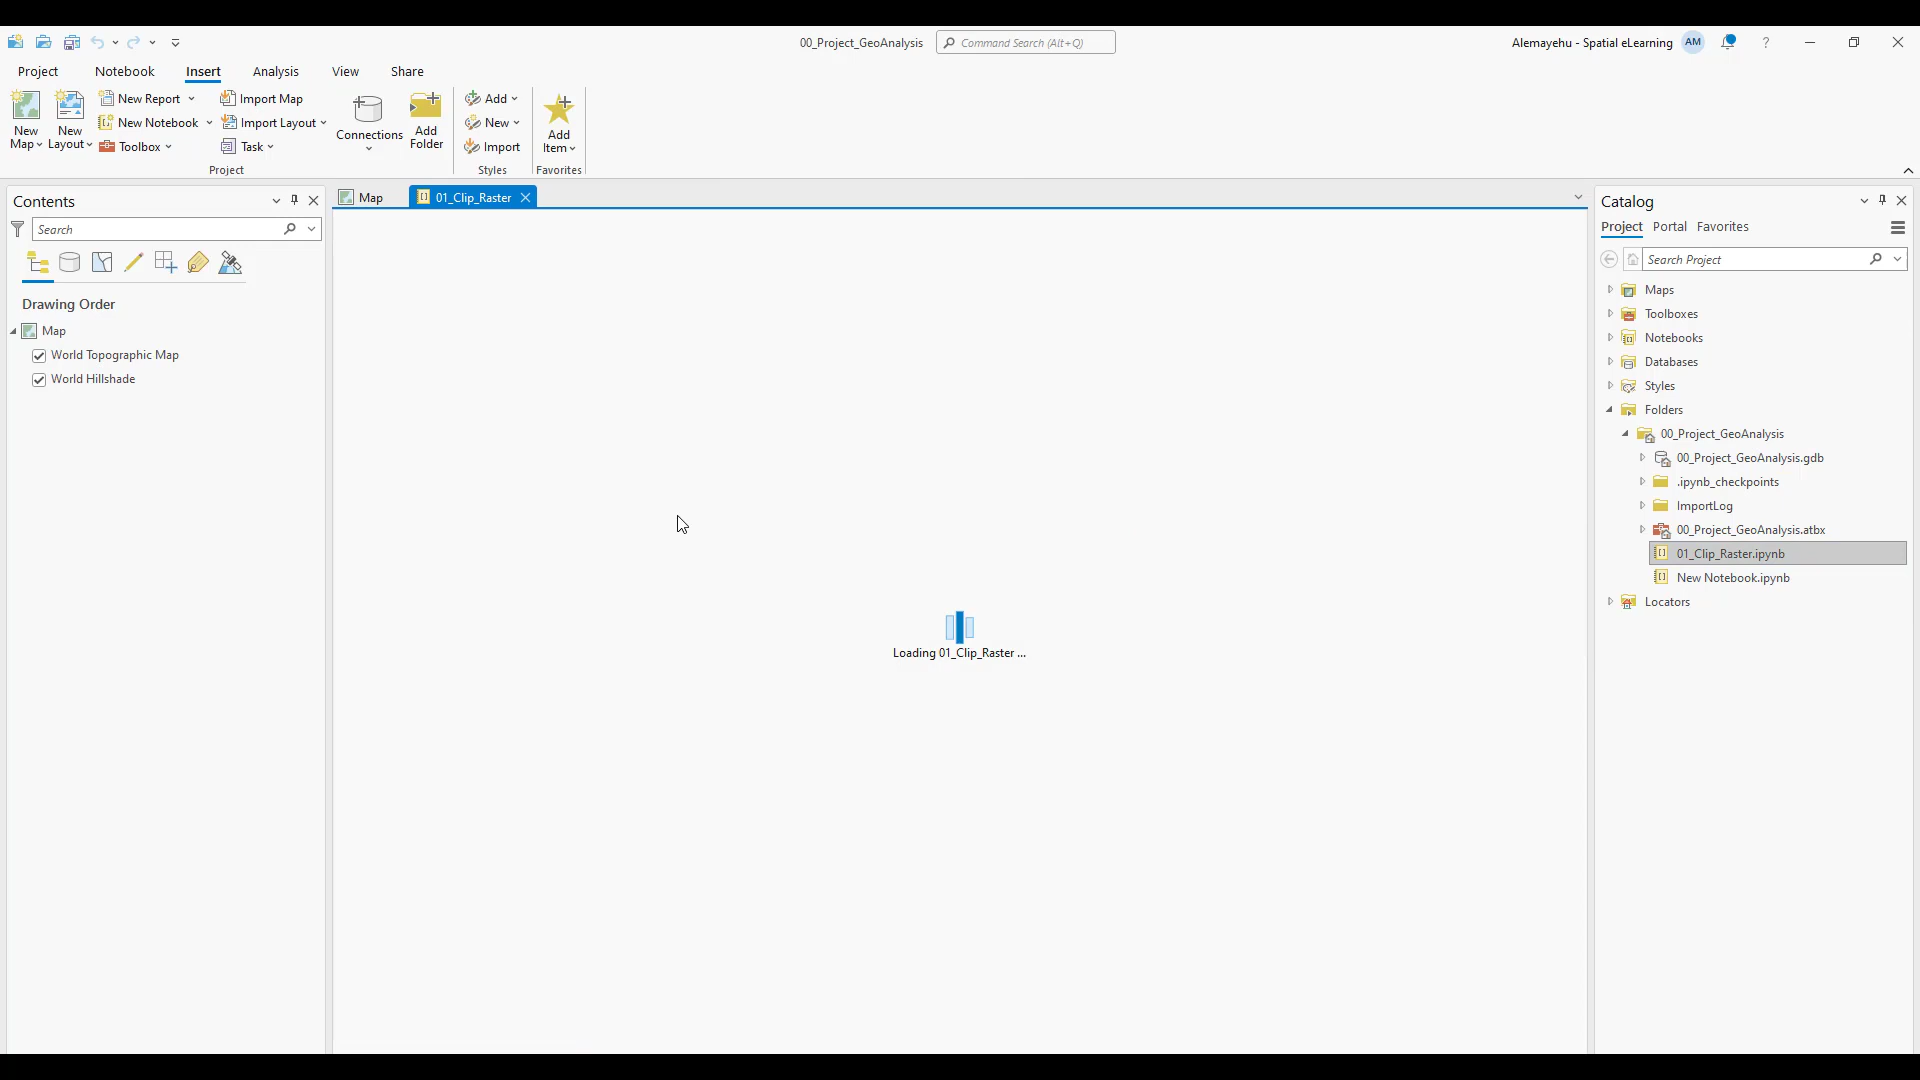 00_Project_GeoAnalysis
Command Search (Alt+Q)
Alemayehu - Spatial eLearning
AM
?
Project
Notebook
Insert
Analysis
View
Share
New Map
New Layout
New Report
New Notebook
Toolbox
Import Map
Import Layout
Task
Connections
Add Folder
Add
New
Import
Add Item
Project
Styles
Favorites
Contents
Search
Drawing Order
Map
World Topographic Map
World Hillshade
Map
01_Clip_Raster
Loading 01_Clip_Raster ...
Catalog
Project
Portal
Favorites
Search Project
Maps
Toolboxes
Notebooks
Databases
Styles
Folders
00_Project_GeoAnalysis
00_Project_GeoAnalysis.gdb
.ipynb_checkpoints
ImportLog
00_Project_GeoAnalysis.atbx
01_Clip_Raster.ipynb
New Notebook.ipynb
Locators